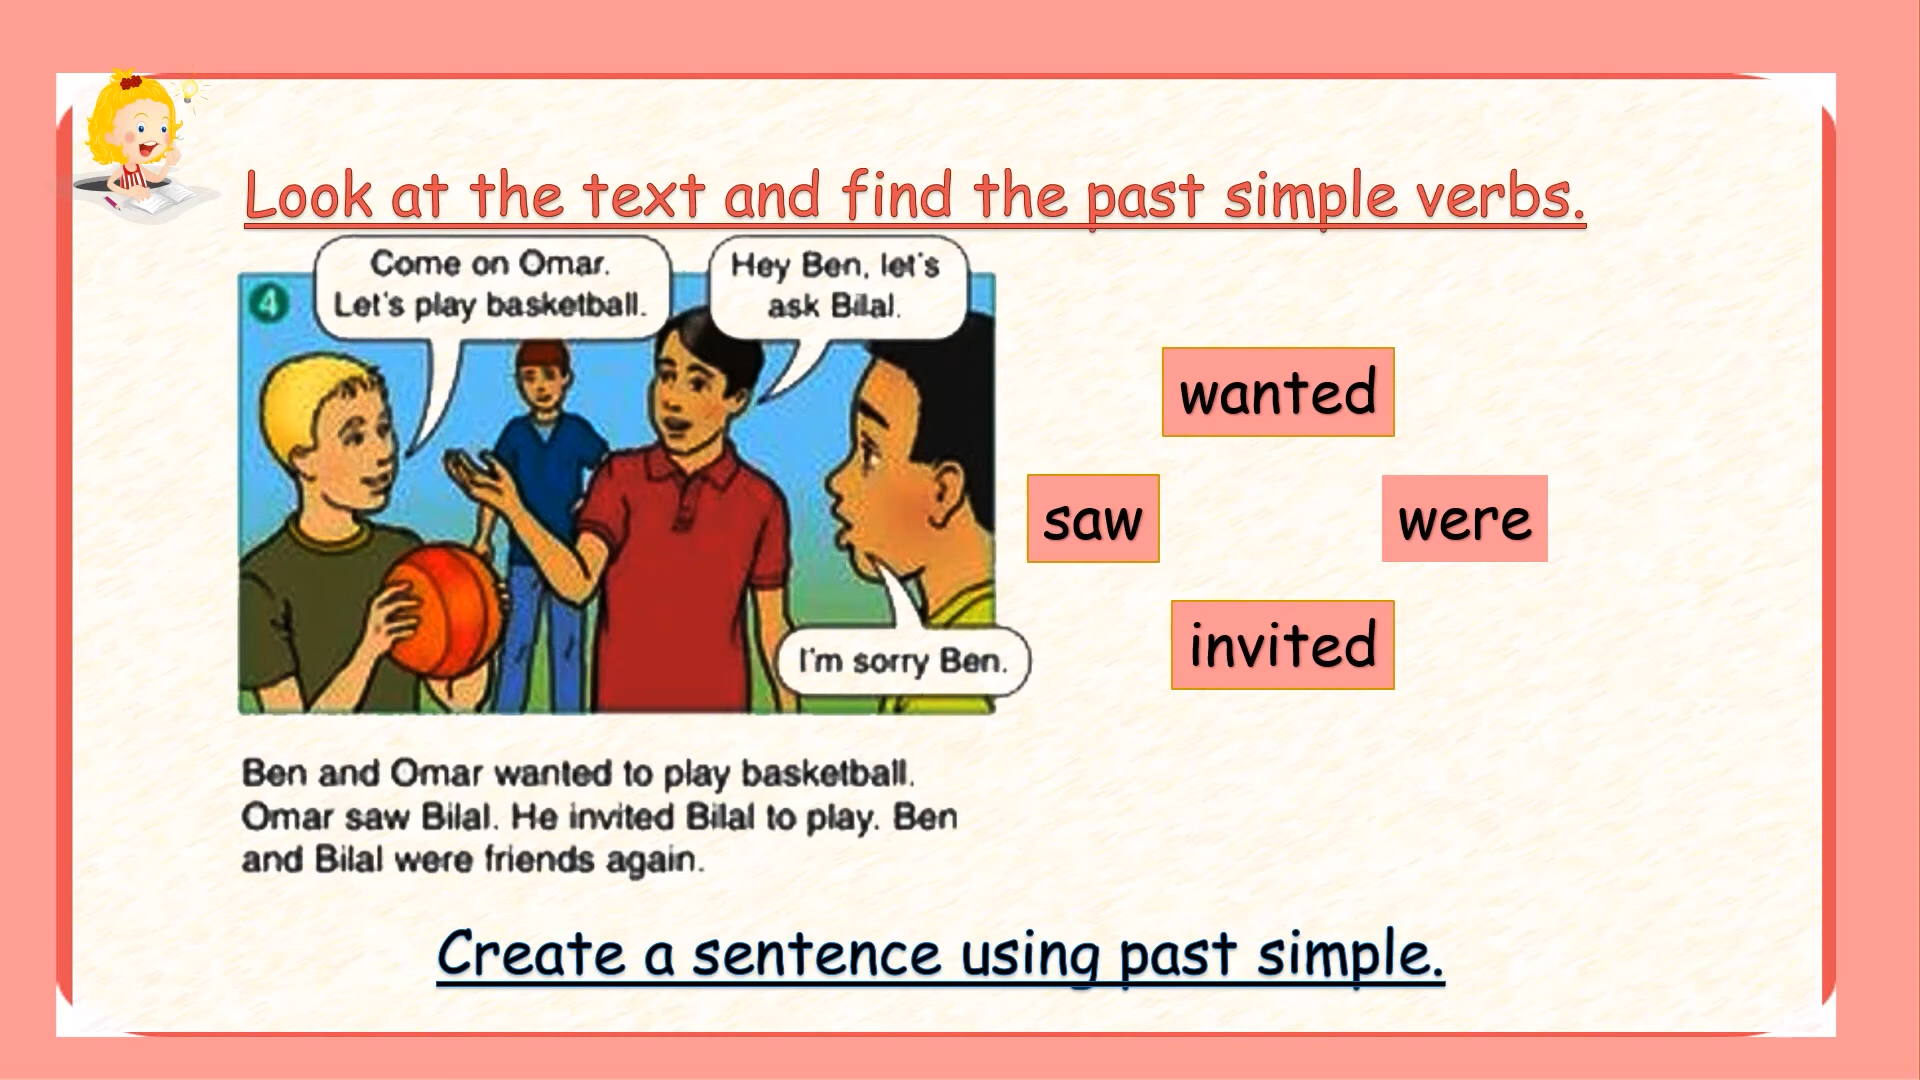 Look at the text and find the past simple verbs.
Come on Omar.
Let's play basketball.
Hey Ben, let's
ask Bilal.
4
I'm sorry Ben.
wanted
saw
were
invited
Ben and Omar wanted to play basketball.
Omar saw Bilal. He invited Bilal to play. Ben
and Bilal were friends again.
Create a sentence using past simple.